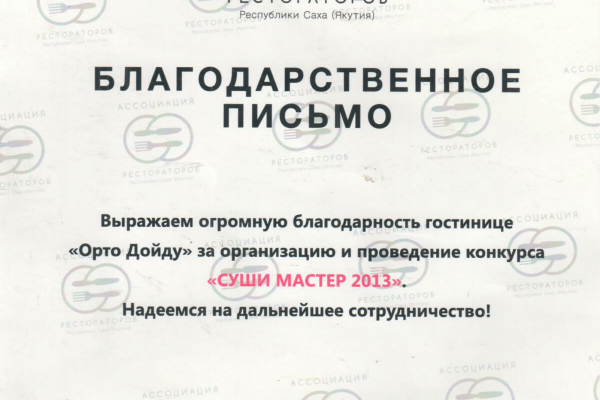 РЕСТОРАТОРОВ
Республики Саха (Якутия)
БЛАГОДАРСТВЕННОЕ
ПИСЬМО
Выражаем огромную благодарность гостинице
«Орто Дойду» за организацию и проведение конкурса
«СУШИ МАСТЕР 2013».
Надеемся на дальнейшее сотрудничество!